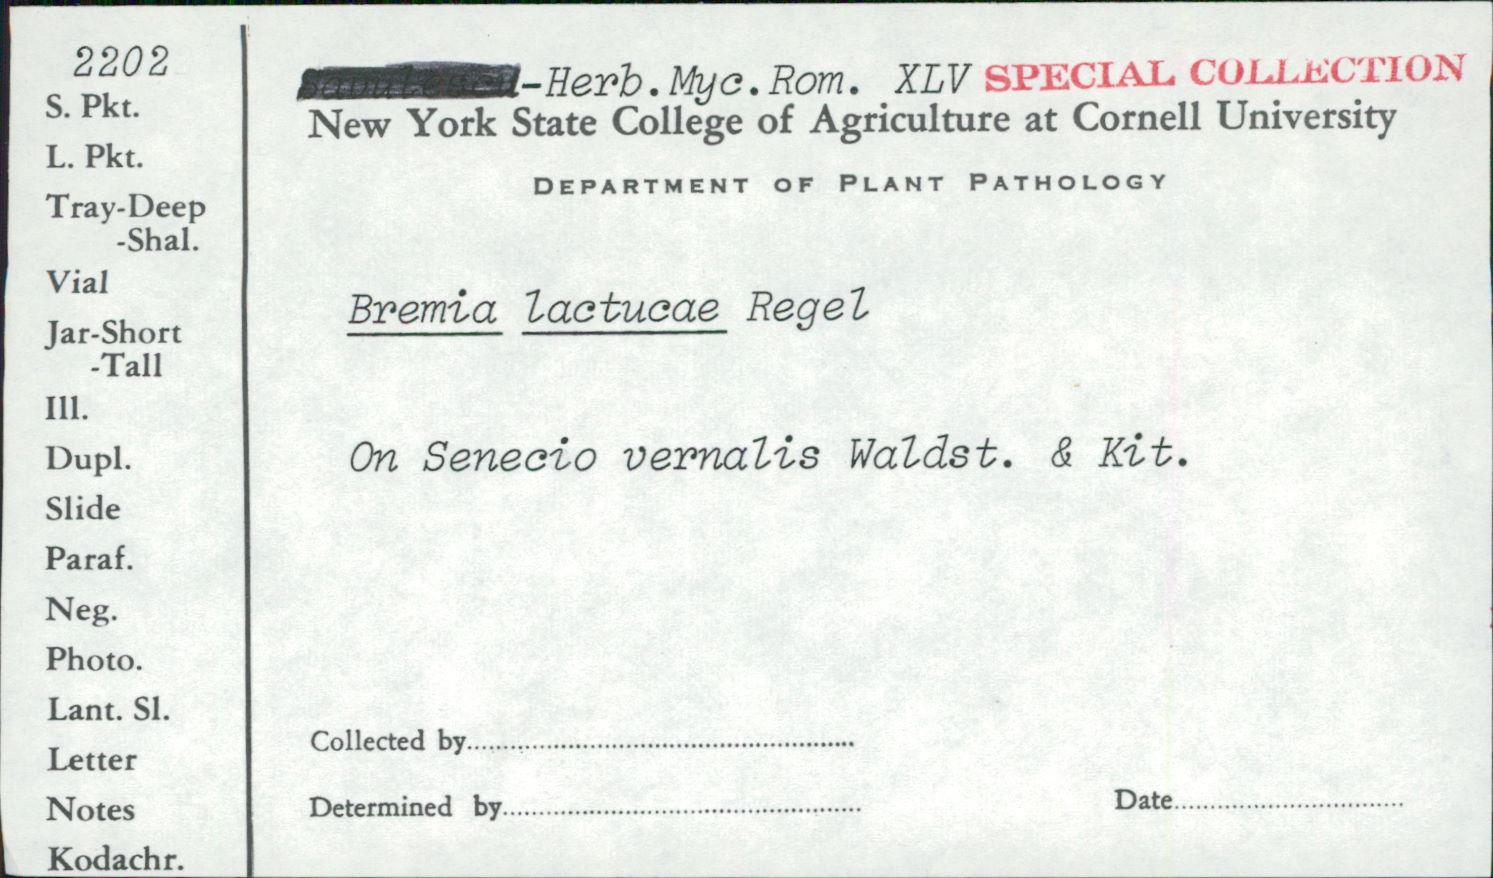 2202
S. Pkt.
L. Pkt.
Tray-Deep
-Shal.
Vial
Jar-Short
-Tall
Ill.
Dupl.
Slide
Paraf.
Neg.
Photo.
Lant. Sl.
Letter
Notes
Kodachr.
-Herb.Myc.Rom. XLV SPECIAL COLLECTION
New York State College of Agriculture at Cornell University
DEPARTMENT OF PLANT PATHOLOGY
Bremia lactucae Regel
On Senecio vernalis Waldst. & Kit.
Collected by
Determined by
Date